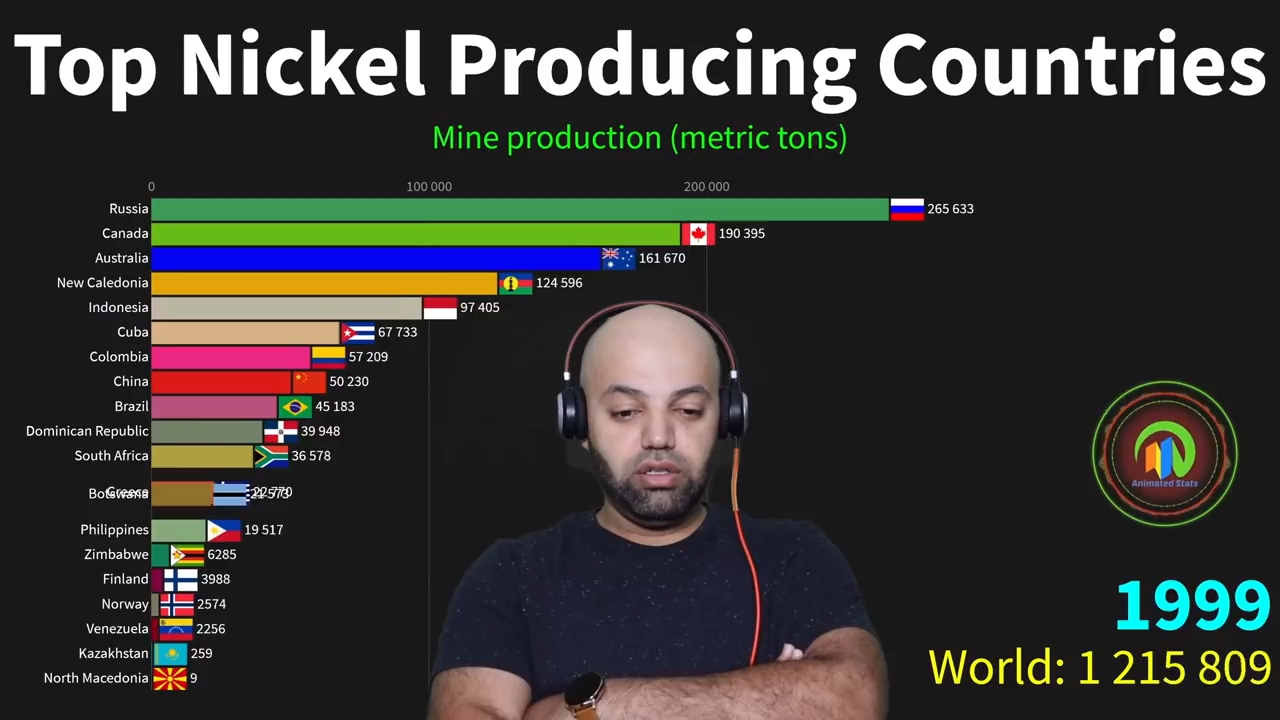 Top Nickel Producing Countries
Mine production (metric tons)
0 100 000 200 000
Russia 265 633
Canada 190 395
Australia 161 670
New Caledonia 124 596
Indonesia 97 405
Cuba 67 733
Colombia 57 209
China 50 230
Brazil 45 183
Dominican Republic 39 948
South Africa 36 578
Philippines 19 517
Zimbabwe 6285
Finland 3988
Norway 2574
Venezuela 2256
Kazakhstan 259
North Macedonia 9
Animated Stats
1999
World: 1 215 809